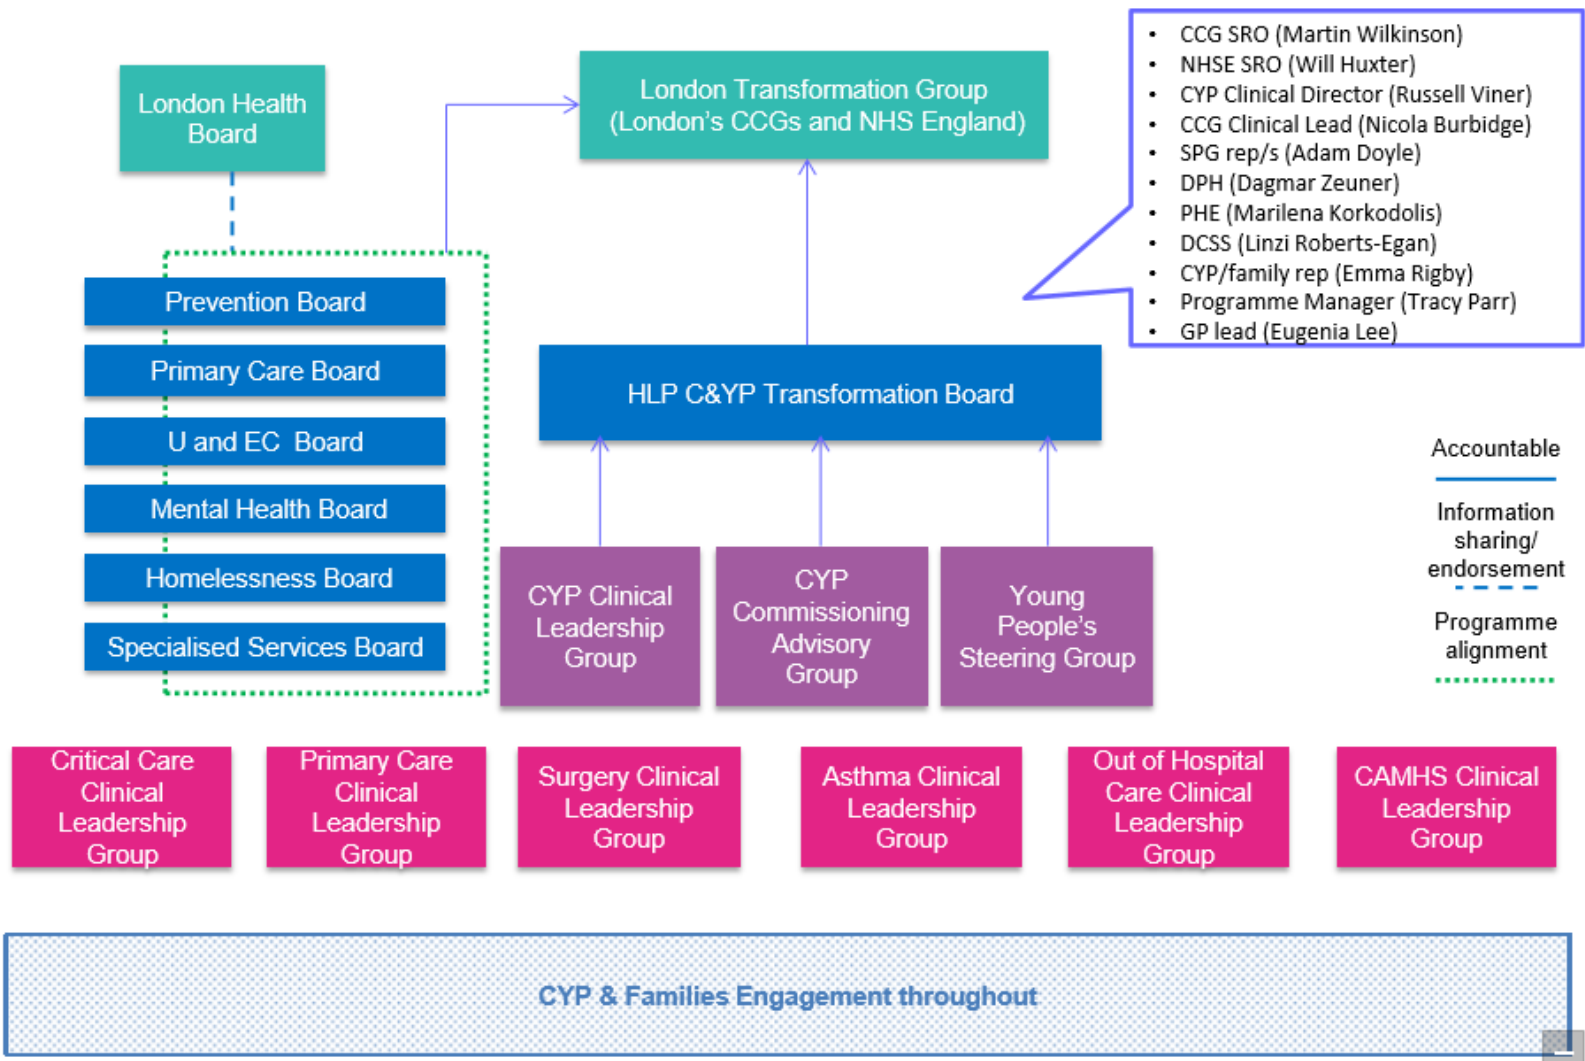 London Health
Board
London Transformation Group
(London's CCGs and NHS England)
• CCG SRO (Martin Wilkinson)
• NHSE SRO (Will Huxter)
• CYP Clinical Director (Russell Viner)
• CCG Clinical Lead (Nicola Burbidge)
• SPG rep/s (Adam Doyle)
• DPH (Dagmar Zeuner)
• PHE (Marilena Korkodolis)
• DCSS (Linzi Roberts-Egan)
• CYP/family rep (Emma Rigby)
• Programme Manager (Tracy Parr)
• GP lead (Eugenia Lee)
Prevention Board
Primary Care Board
U and EC  Board
Mental Health Board
Homelessness Board
Specialised Services Board
HLP C&YP Transformation Board
Accountable
Information
sharing/
endorsement
Programme
alignment
CYP Clinical
Leadership
Group
CYP
Commissioning
Advisory
Group
Young
People's
Steering Group
Critical Care
Clinical
Leadership
Group
Primary Care
Clinical
Leadership
Group
Surgery Clinical
Leadership
Group
Asthma Clinical
Leadership
Group
Out of Hospital
Care Clinical
Leadership
Group
CAMHS Clinical
Leadership
Group
CYP & Families Engagement throughout